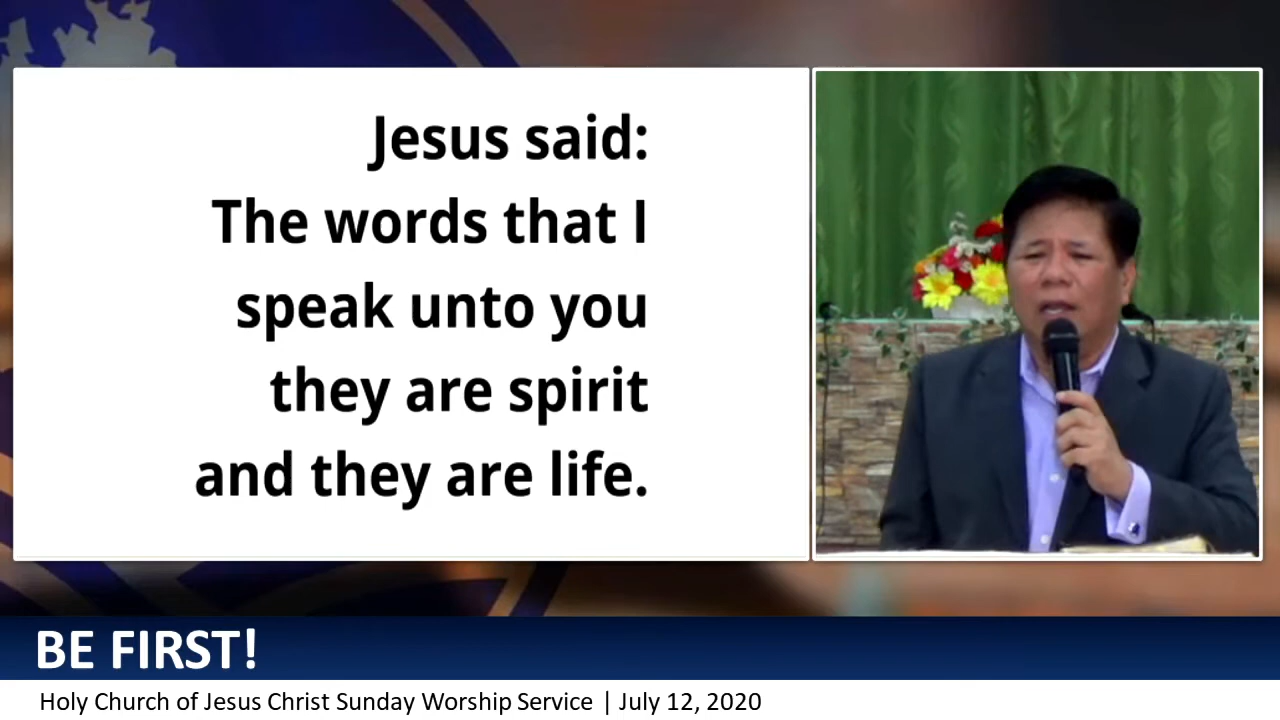 Jesus said:
The words that I
speak unto you
they are spirit
and they are life.
BE FIRST!
Holy Church of Jesus Christ Sunday Worship Service | July 12, 2020